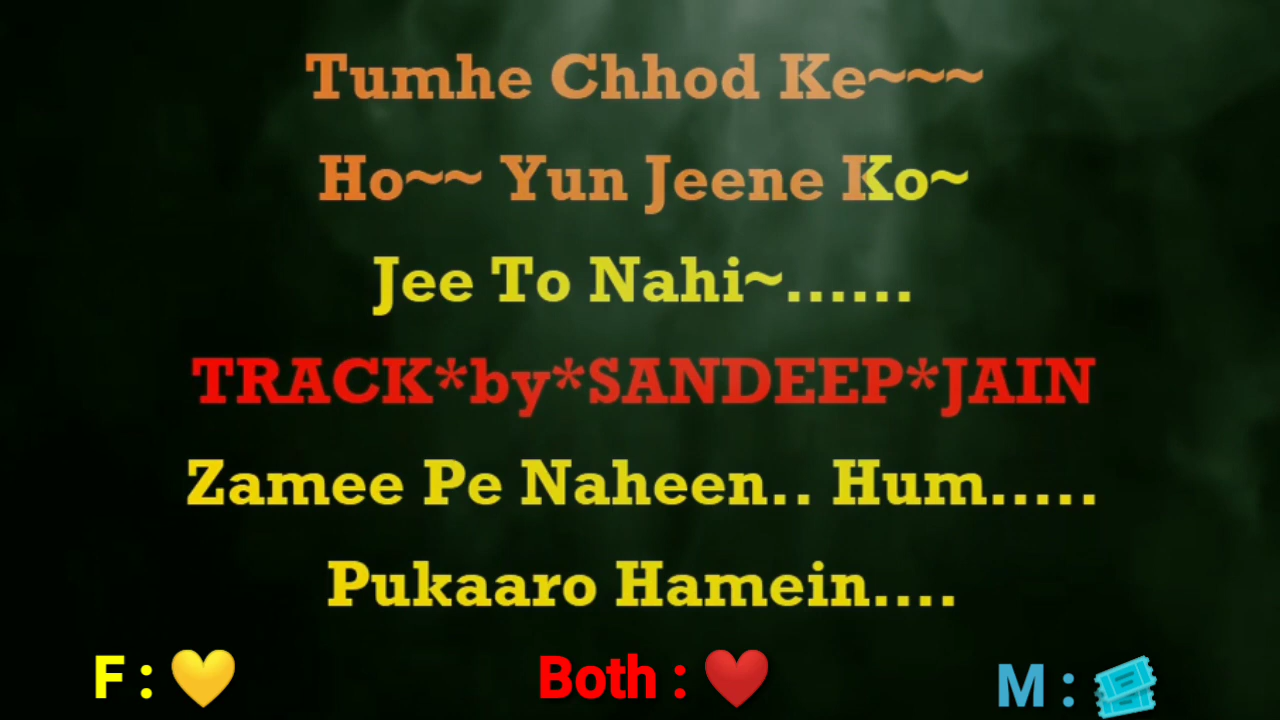 Tumhe Chhod Ke~~~
Ho~~ Yun Jeene Ko~
Jee To Nahi~......
TRACK*by*SANDEEP*JAIN
Zamee Pe Naheen.. Hum.....
Pukaaro Hamein....
F : 💛 Both : ❤️ M : 🎟️